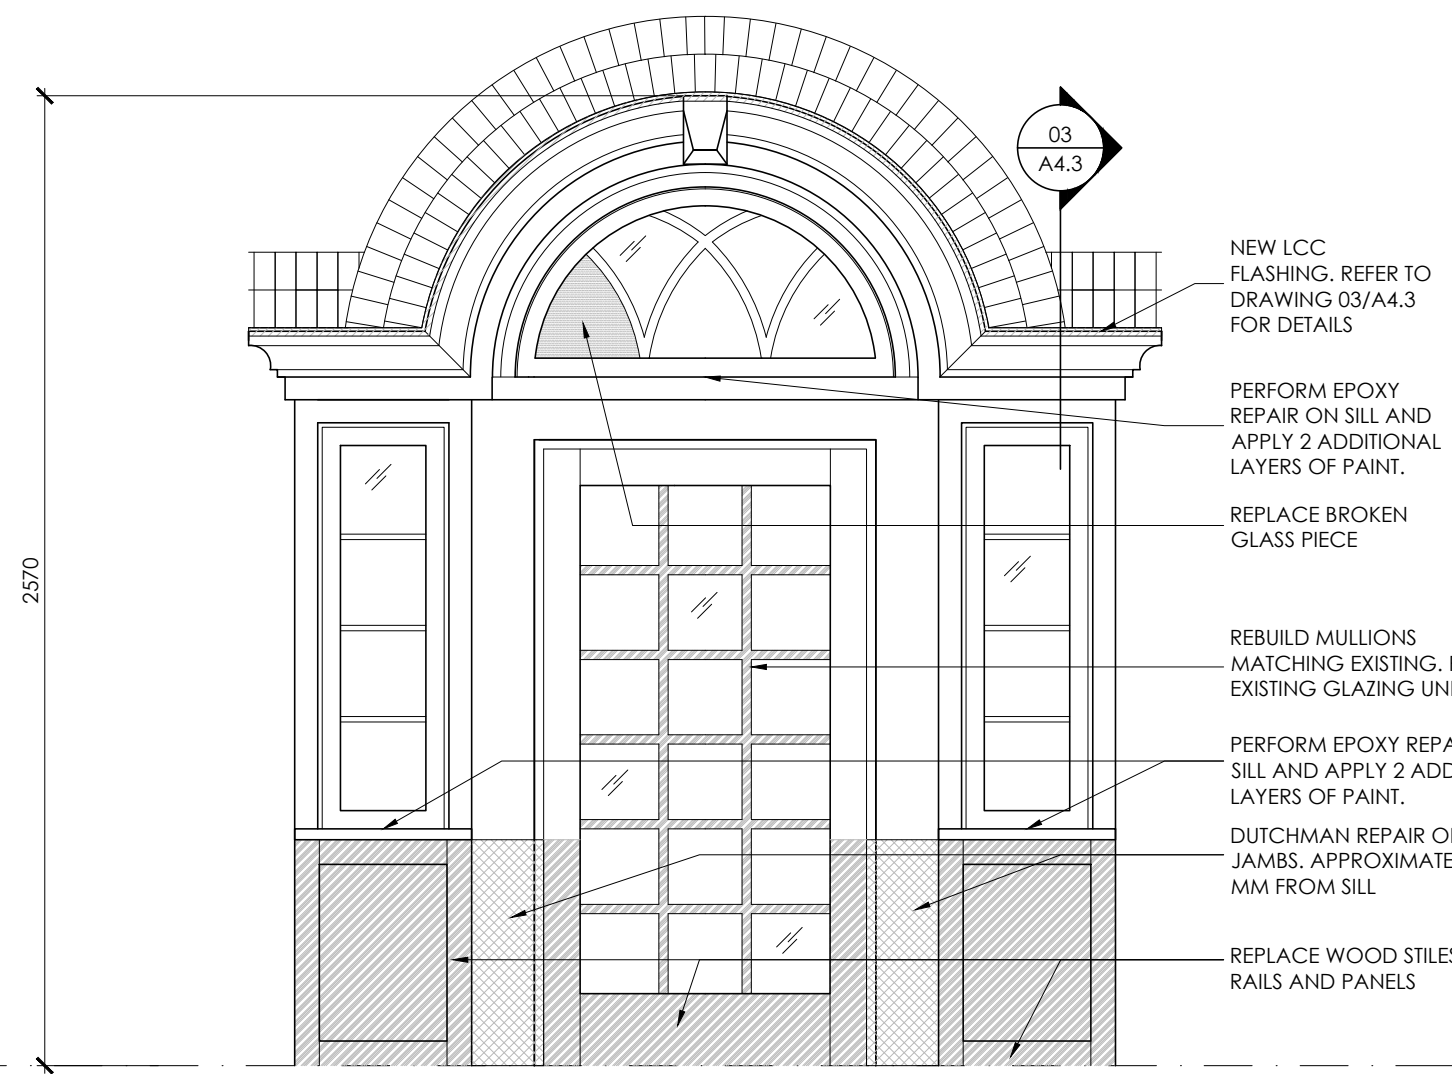 03
A4.3
NEW LCC
FLASHING. REFER TO
DRAWING 03/A4.3
FOR DETAILS
PERFORM EPOXY
REPAIR ON SILL AND
APPLY 2 ADDITIONAL
LAYERS OF PAINT.
REPLACE BROKEN
GLASS PIECE
2570
REBUILD MULLIONS
MATCHING EXISTING.
EXISTING GLAZING
PERFORM EPOXY
SILL AND APPLY 2
LAYERS OF PAINT.
DUTCHMAN REPAIR
JAMBS.
MM FROM SILL
REPLACE WOOD STILES
RAILS AND PANELS